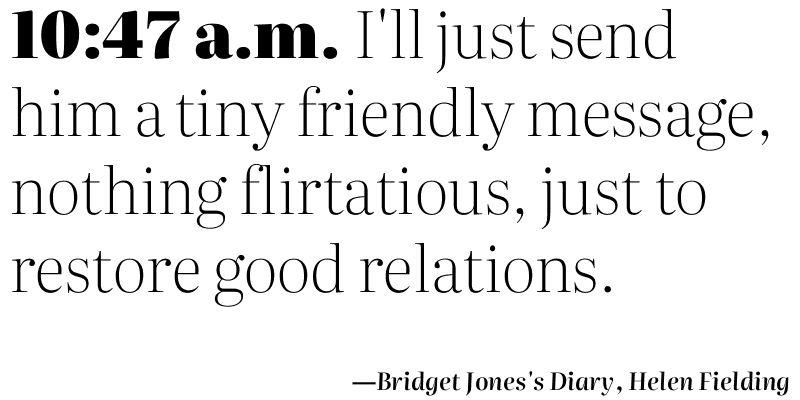 10:47 a.m. I'll just send
him a tiny friendly message,
nothing flirtatious, just to
restore good relations.
—Bridget Jones's Diary, Helen Fielding